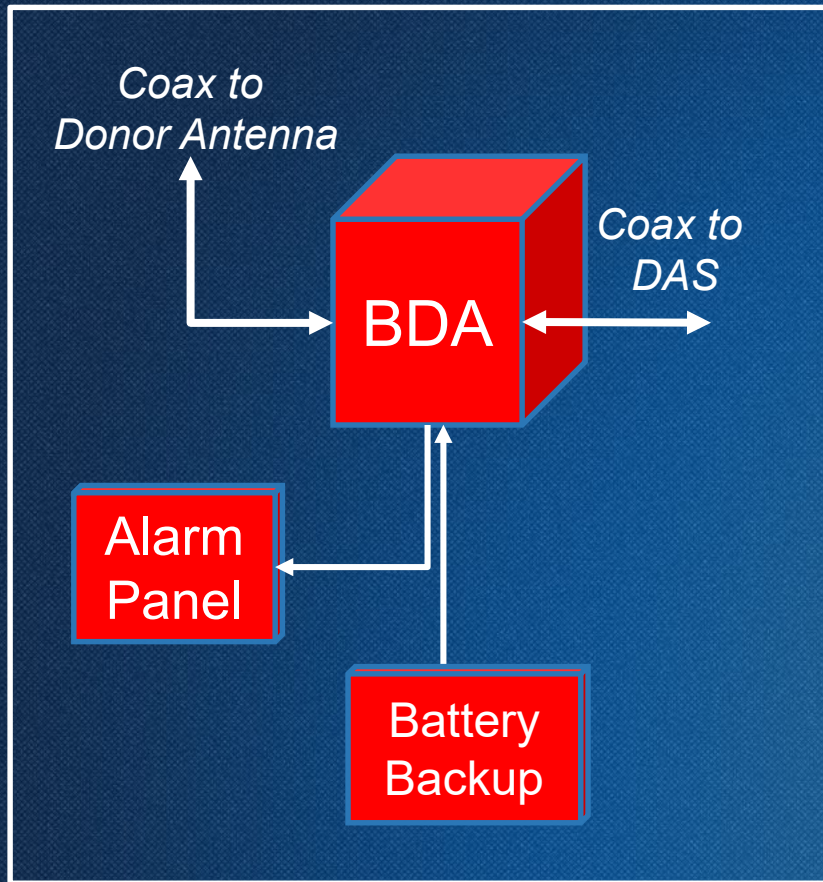 Coax to
Donor Antenna
BDA
Coax to
DAS
Alarm
Panel
Battery
Backup